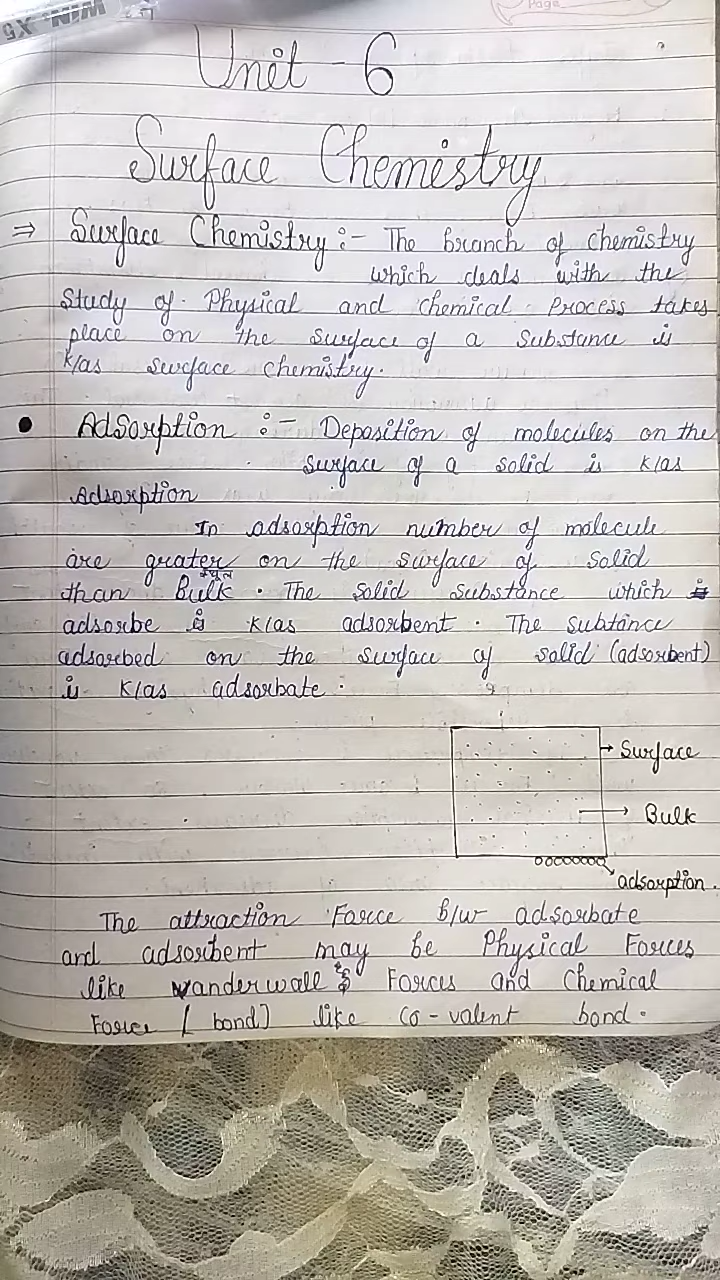 WIN X5
Page
Unit - 6
Surface Chemistry
⇒ Surface Chemistry :- The branch of chemistry
which deals with the
Study of Physical and chemical Process takes
place on the surface of a substance is
k/as surface chemistry.
• Adsorption :- Deposition of molecules on the
surface of a solid is k/as
Adsorption
In adsorption number of molecule
are greater on the surface of solid
than Bulk. The solid substance which is
adsorbe is k/as adsorbent. The subtance
adsorbed on the surface of solid (adsorbent)
is k/as adsorbate.
→ Surface
→ Bulk
adsorption.
The attraction Force b/w adsorbate
and adsorbent may be Physical Forces
like vanderwall's Forces and chemical
Force [bond] like co-valent bond.